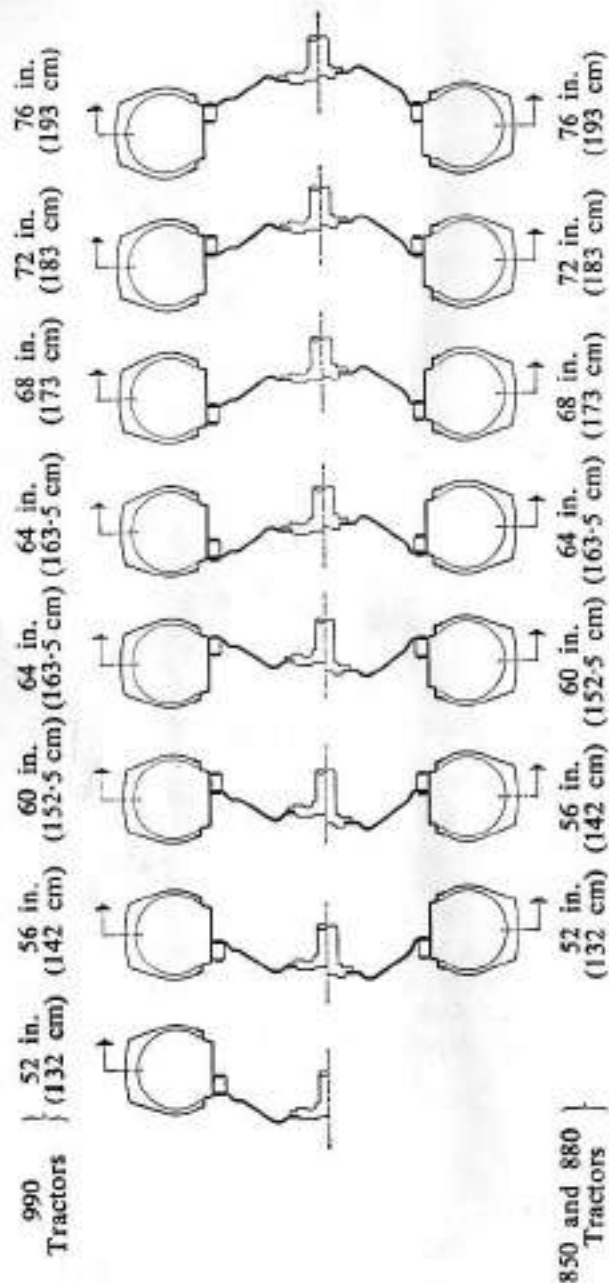 990
Tractors
}
52 in.
(132 cm)
56 in.
(142 cm)
60 in.
(152·5 cm)
64 in.
(163·5 cm)
64 in.
(163·5 cm)
68 in.
(173 cm)
72 in.
(183 cm)
76 in.
(193 cm)
850 and 880
Tractors
}
52 in.
(132 cm)
56 in.
(142 cm)
60 in.
(152·5 cm)
64 in.
(163·5 cm)
68 in.
(173 cm)
72 in.
(183 cm)
76 in.
(193 cm)